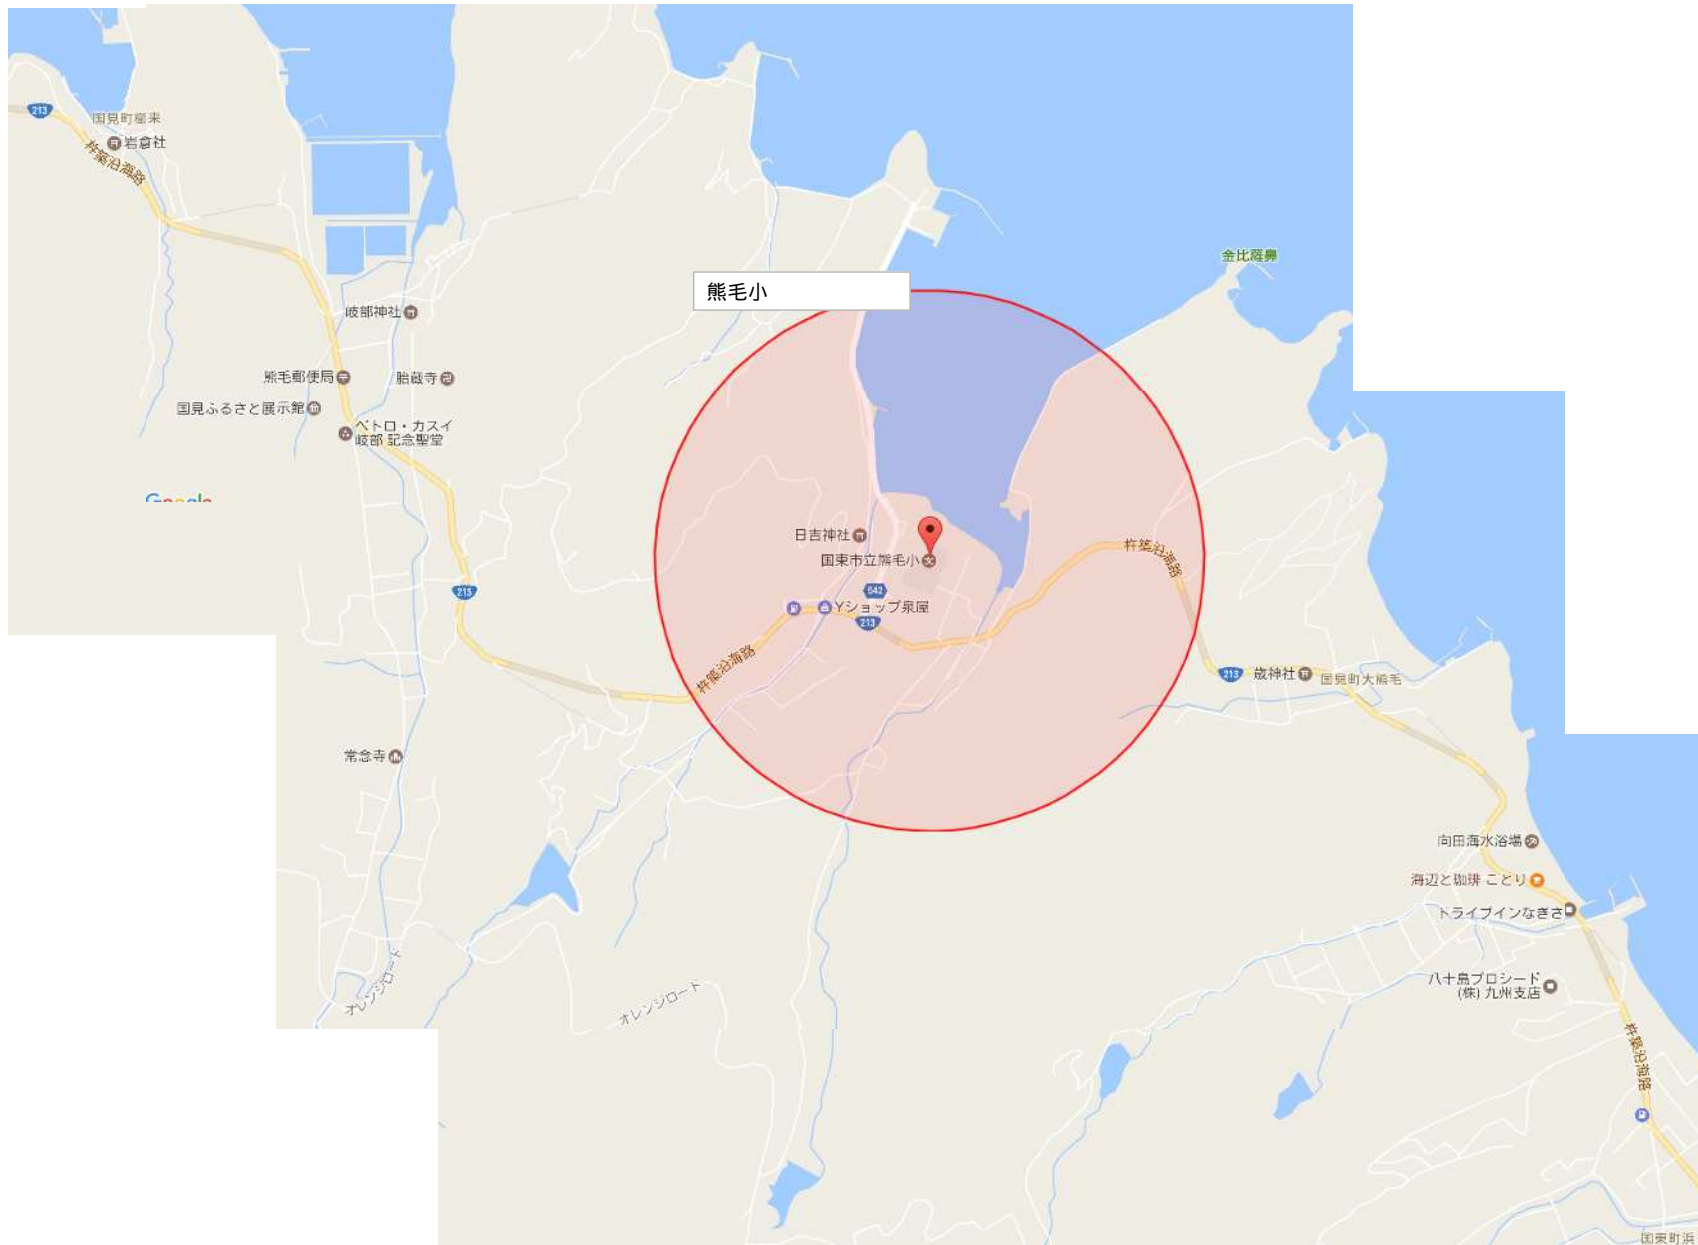 213
国見町櫛来
岩倉社
杵築沿海路
金比羅鼻
熊毛小
岐部神社
熊毛郵便局
胎蔵寺
国見ふるさと展示館
ペトロ・カスイ
岐部 記念聖堂
Google
日吉神社
国東市立熊毛小
杵築沿海路
642
Yショップ泉屋
213
213
杵築沿海路
213
歳神社
国見町大熊毛
常念寺
向田海水浴場
海辺と珈琲 ことり
ドライブインなぎさ
八十島プロシード
(株) 九州支店
オレンジロード
オレンジロード
杵築沿海路
国東町浜